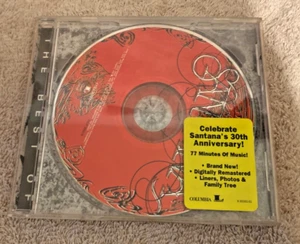 THE BEST O
Celebrate
Santana's 30th
Anniversary!
77 Minutes Of Music!
• Brand New!
• Digitally Remastered
• Liners, Photos &
Family Tree
COLUMBIA